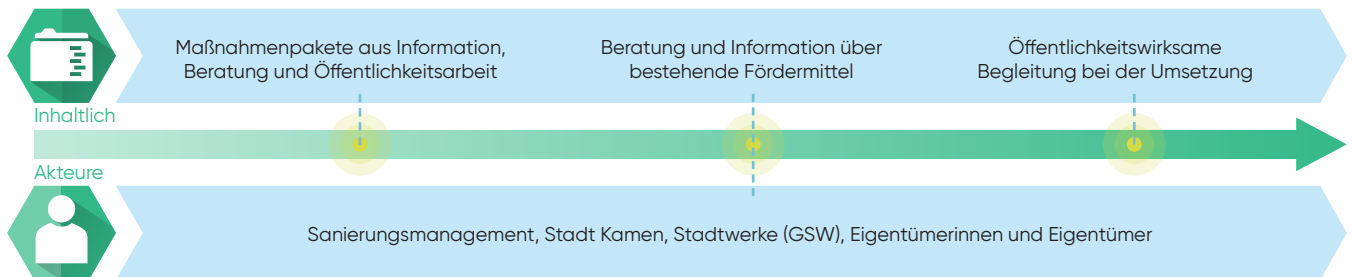 Maßnahmenpakete aus Information,
Beratung und Öffentlichkeitsarbeit
Beratung und Information über
bestehende Fördermittel
Öffentlichkeitswirksame
Begleitung bei der Umsetzung
Inhaltlich
Akteure
Sanierungsmanagement, Stadt Kamen, Stadtwerke (GSW), Eigentümerinnen und Eigentümer